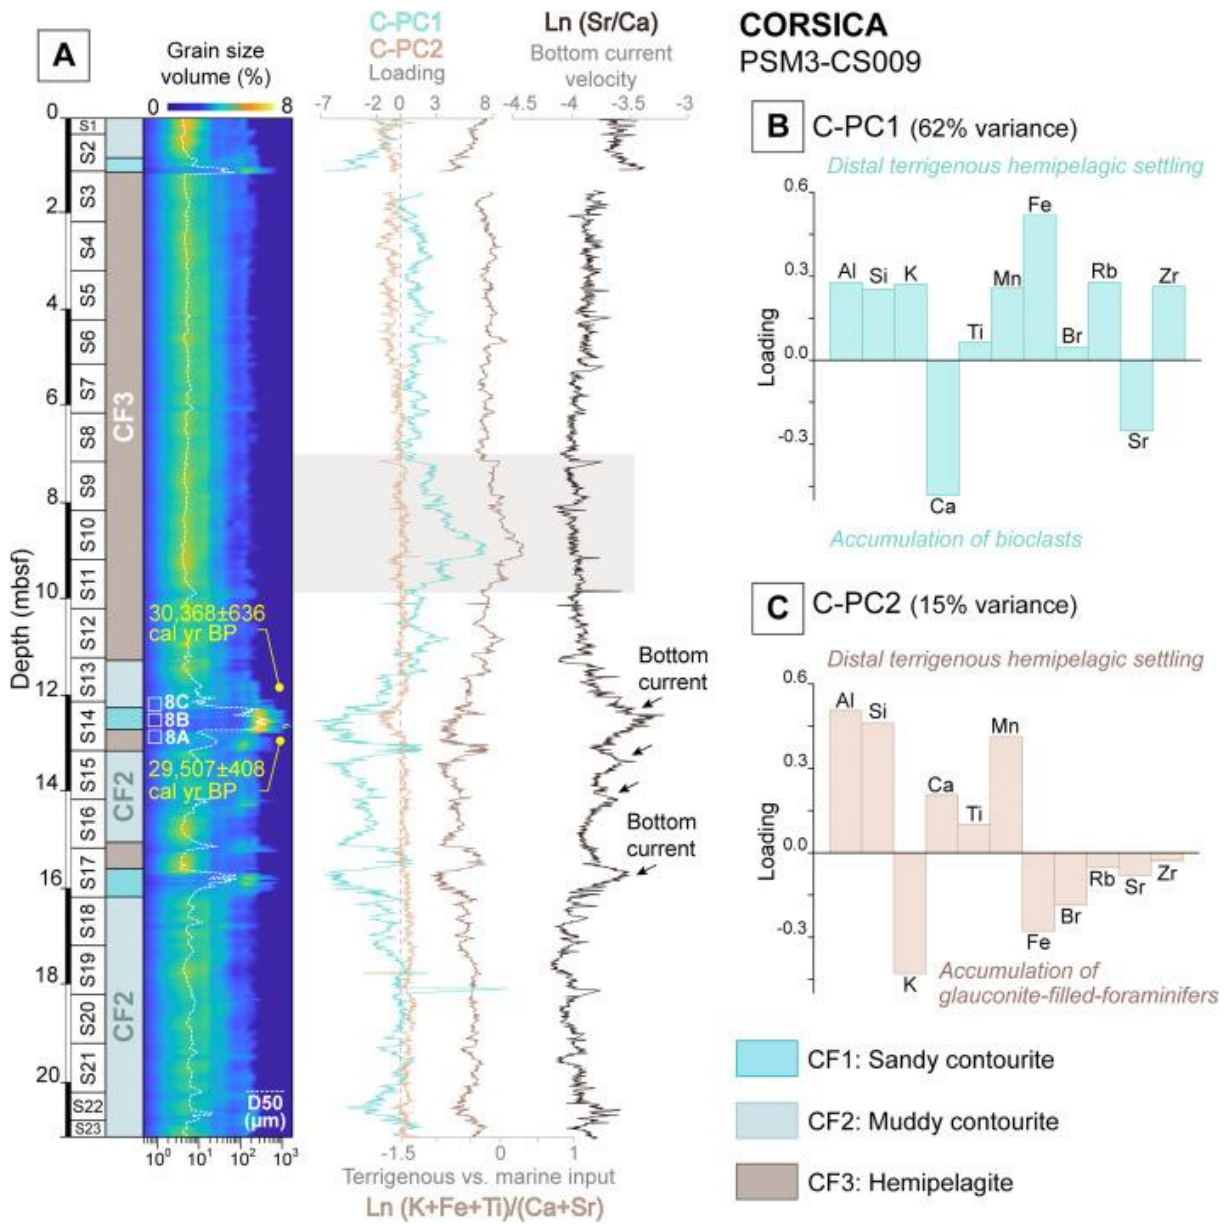 A
Grain size
volume (%)
0 8
C-PC1
C-PC2
Loading
-7 -2 0 3 8
Ln (Sr/Ca)
Bottom current
velocity
-4.5 -4 -3.5 -3
CORSICA
PSM3-CS009
Depth (mbsf)
0
2
4
6
8
10
12
14
16
18
20
S1
S2
S3
S4
S5
S6
S7
S8
S9
S10
S11
S12
S13
S14
S15
S16
S17
S18
S19
S20
S21
S22
S23
CF3
CF2
CF2
30,368±636
cal yr BP
8C
8B
8A
29,507±408
cal yr BP
D50
(µm)
10⁰ 10¹ 10² 10³
Bottom
current
Bottom
current
-1.5 0 1
Terrigenous vs. marine input
Ln (K+Fe+Ti)/(Ca+Sr)
B C-PC1 (62% variance)
Distal terrigenous hemipelagic settling
Loading
0.6
0.3
0.0
-0.3
Al Si K Ca Ti Mn Fe Br Rb Sr Zr
Accumulation of bioclasts
C C-PC2 (15% variance)
Distal terrigenous hemipelagic settling
Loading
0.6
0.3
0.0
-0.3
Al Si K Ca Ti Mn Fe Br Rb Sr Zr
Accumulation of
glauconite-filled-foraminifers
CF1: Sandy contourite
CF2: Muddy contourite
CF3: Hemipelagite